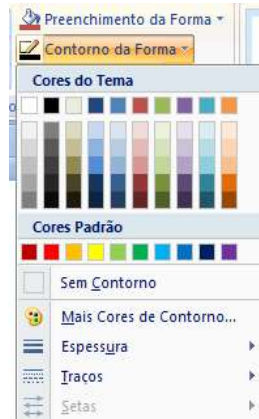 Preenchimento da Forma
Contorno da Forma
Cores do Tema
Cores Padrão
Sem Contorno
Mais Cores de Contorno...
Espessura
Traços
Setas